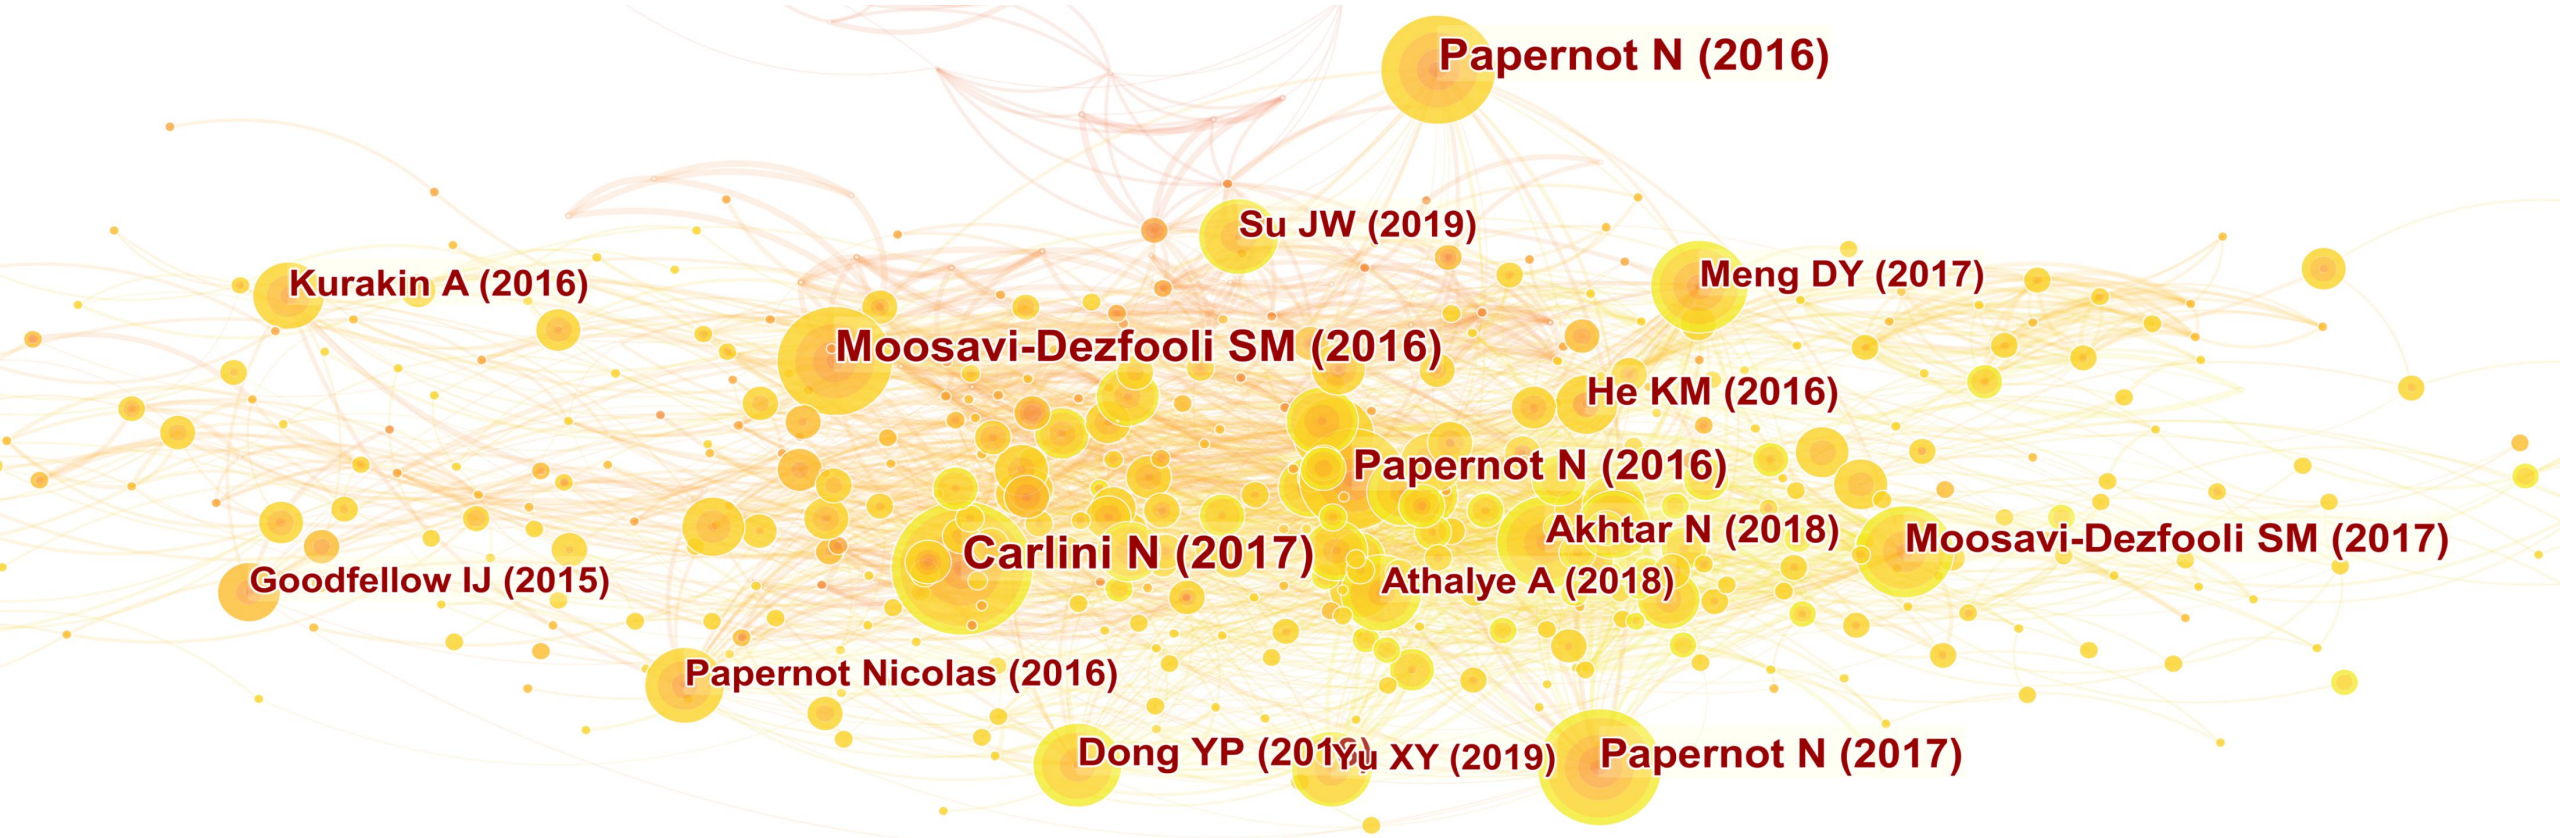 Papernot N (2016)
Su JW (2019)
Kurakin A (2016)
Meng DY (2017)
Moosavi-Dezfooli SM (2016)
He KM (2016)
Papernot N (2016)
Akhtar N (2018)
Moosavi-Dezfooli SM (2017)
Carlini N (2017)
Goodfellow IJ (2015)
Athalye A (2018)
Papernot Nicolas (2016)
Dong YP
Yu XY (2019)
Papernot N (2017)